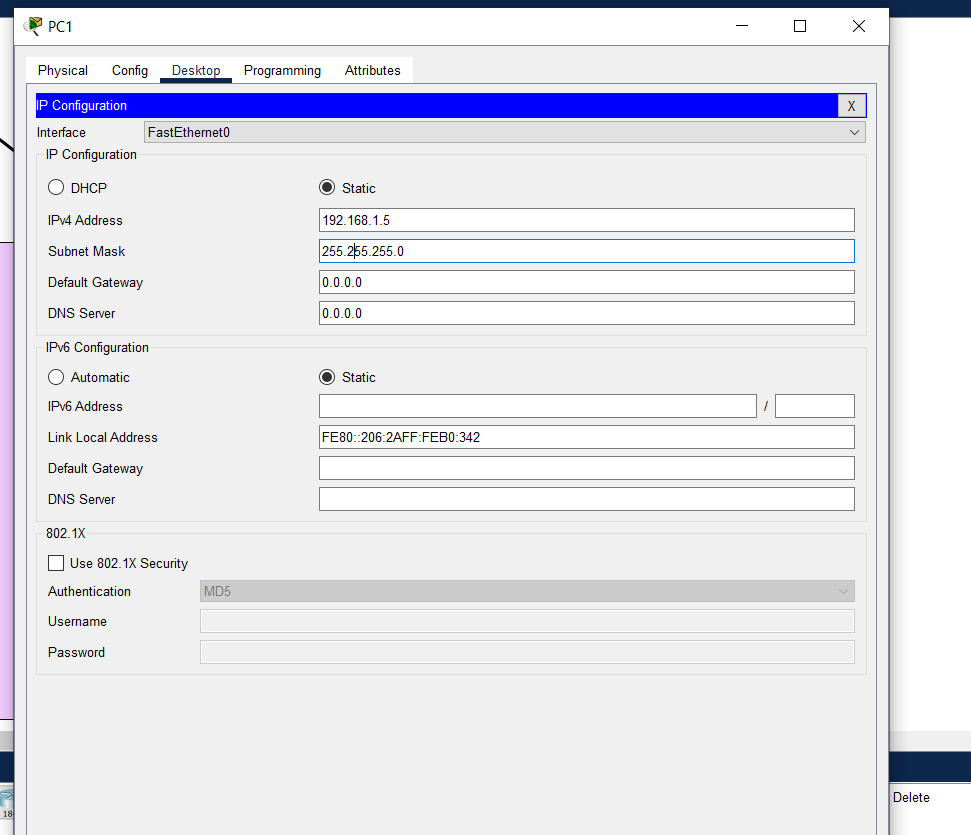 PC1
Physical Config Desktop Programming Attributes
IP Configuration X
Interface FastEthernet0
IP Configuration
DHCP Static
IPv4 Address 192.168.1.5
Subnet Mask 255.255.255.0
Default Gateway 0.0.0.0
DNS Server 0.0.0.0
IPv6 Configuration
Automatic Static
IPv6 Address /
Link Local Address FE80::206:2AFF:FEB0:342
Default Gateway
DNS Server
802.1X
Use 802.1X Security
Authentication MD5
Username
Password
Delete
18